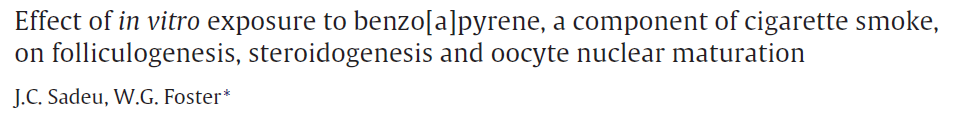 Effect of in vitro exposure to benzo[a]pyrene, a component of cigarette smoke,
on folliculogenesis, steroidogenesis and oocyte nuclear maturation
J.C. Sadeu, W.G. Foster*